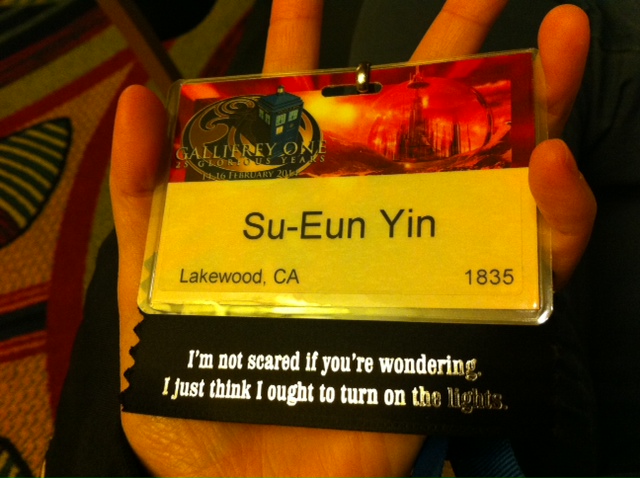 GALLIFREY ONE
25 GLORIOUS YEARS
FEBRUARY
Su-Eun Yin
Lakewood, CA
1835
I'm not scared if you're wondering.
I just think I ought to turn on the lights.